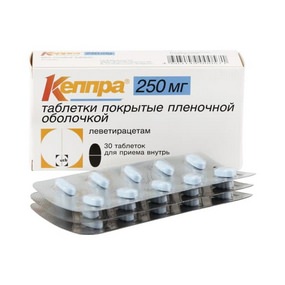 Кеппра® 250 мг
таблетки покрытые пленочной
оболочкой
леветирацетам
30 таблеток
для приема внутрь